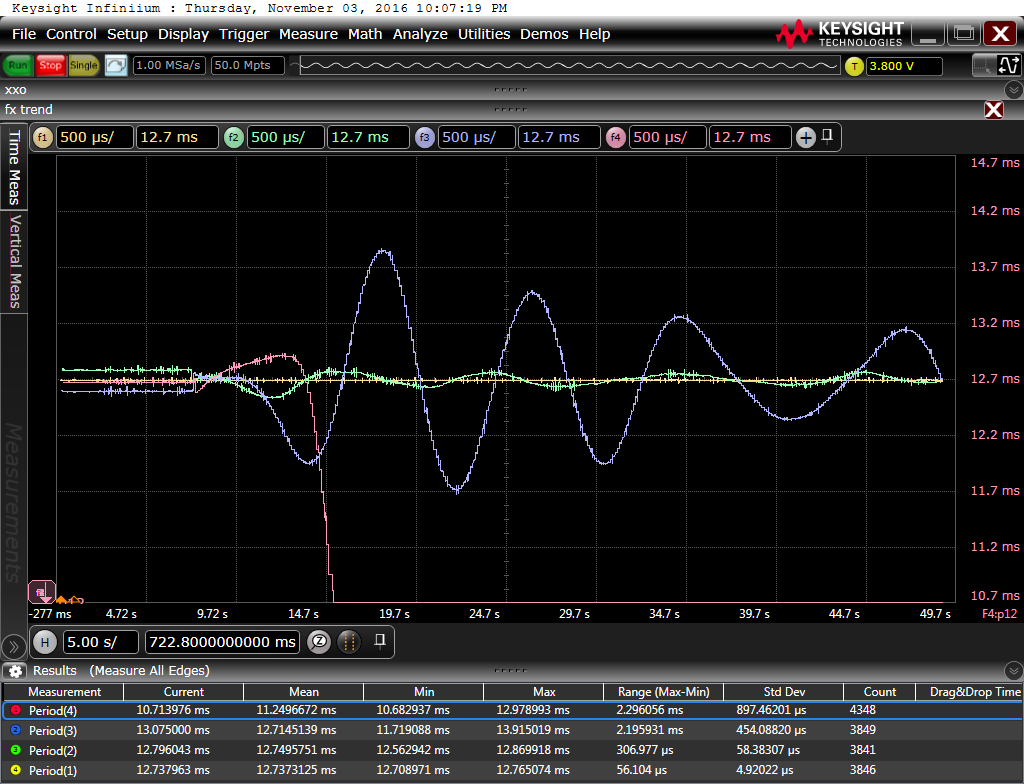 Keysight Infiniium : Thursday, November 03, 2016 10:07:19 PM
File Control Setup Display Trigger Measure Math Analyze Utilities Demos Help
KEYSIGHT
TECHNOLOGIES
Run Stop Single 1.00 MSa/s 50.0 Mpts T 3.800 V
xxo
fx trend
Time Meas
Vertical Meas
Measurements
f1 500 µs/ 12.7 ms f2 500 µs/ 12.7 ms f3 500 µs/ 12.7 ms f4 500 µs/ 12.7 ms
14.7 ms
14.2 ms
13.7 ms
13.2 ms
12.7 ms
12.2 ms
11.7 ms
11.2 ms
10.7 ms
-277 ms 4.72 s 9.72 s 14.7 s 19.7 s 24.7 s 29.7 s 34.7 s 39.7 s 44.7 s 49.7 s F4:p12
H 5.00 s/ 722.8000000000 ms
Results (Measure All Edges)
Measurement Current Mean Min Max Range (Max-Min) Std Dev Count Drag&Drop Time
Period(4) 10.713976 ms 11.2496672 ms 10.682937 ms 12.978993 ms 2.296056 ms 897.46201 µs 4348
Period(3) 13.075000 ms 12.7145139 ms 11.719088 ms 13.915019 ms 2.195931 ms 454.08820 µs 3849
Period(2) 12.796043 ms 12.7495751 ms 12.562942 ms 12.869918 ms 306.977 µs 58.38307 µs 3841
Period(1) 12.737963 ms 12.7373125 ms 12.708971 ms 12.765074 ms 56.104 µs 4.92022 µs 3846